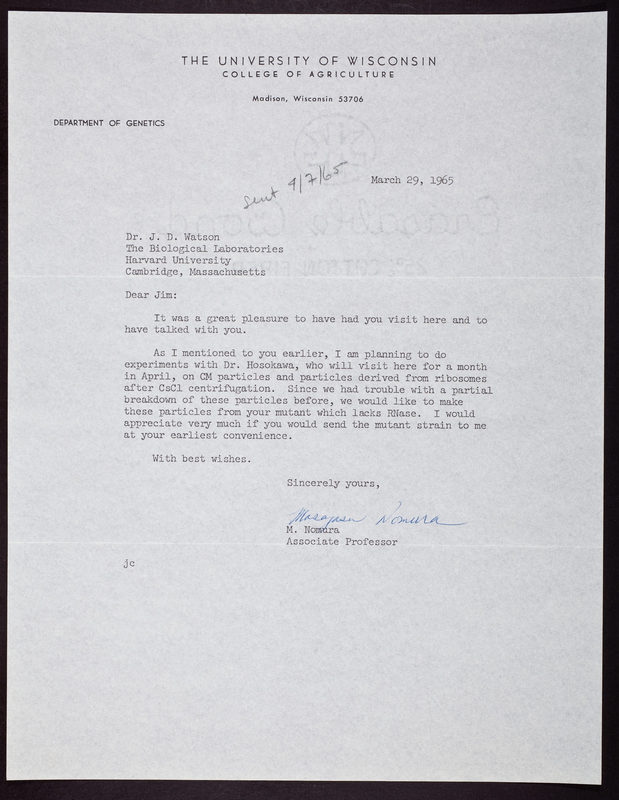 THE UNIVERSITY OF WISCONSIN
COLLEGE OF AGRICULTURE
Madison, Wisconsin 53706
DEPARTMENT OF GENETICS
sent 4/7/65
March 29, 1965
Dr. J. D. Watson
The Biological Laboratories
Harvard University
Cambridge, Massachusetts
Dear Jim:
It was a great pleasure to have had you visit here and to
have talked with you.
As I mentioned to you earlier, I am planning to do
experiments with Dr. Hosokawa, who will visit here for a month
in April, on CM particles and particles derived from ribosomes
after CsCl centrifugation. Since we had trouble with a partial
breakdown of these particles before, we would like to make
these particles from your mutant which lacks RNase. I would
appreciate very much if you would send the mutant strain to me
at your earliest convenience.
With best wishes.
Sincerely yours,
Masayasu Nomura
M. Nomura
Associate Professor
jc